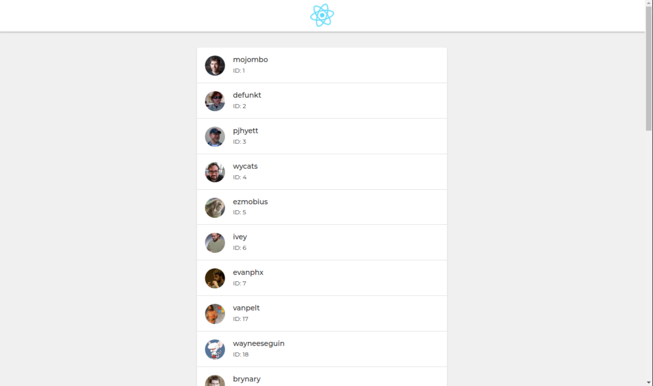 mojombo
ID: 1
defunkt
ID: 2
pjhyett
ID: 3
wycats
ID: 4
ezmobius
ID: 5
ivey
ID: 6
evanphx
ID: 7
vanpelt
ID: 17
wayneeseguin
ID: 18
brynary